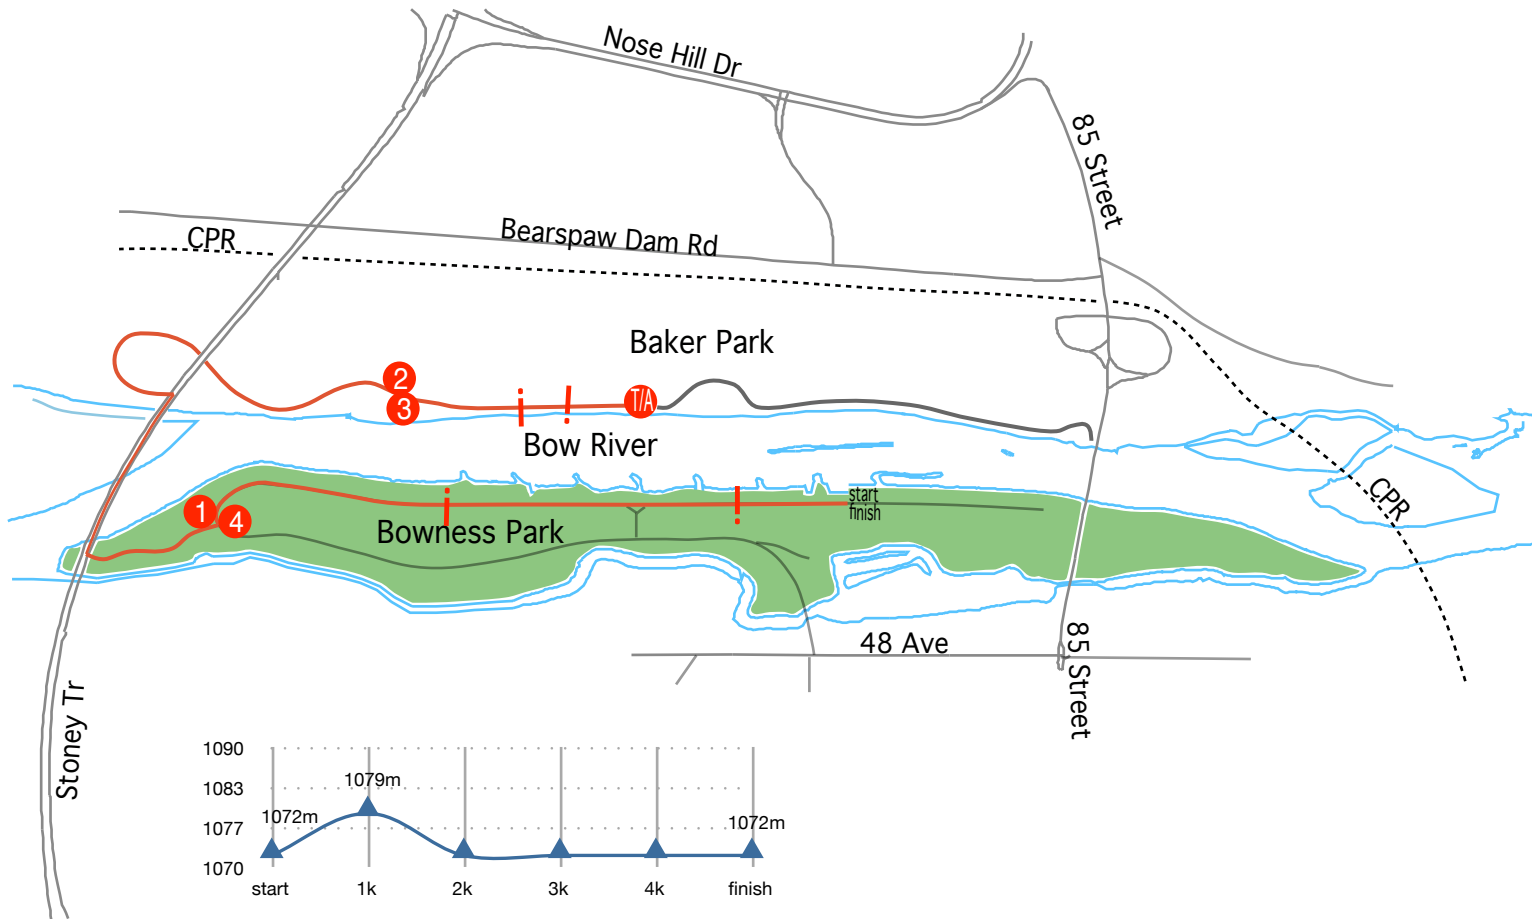 Nose Hill Dr
85 Street
CPR
Bearspaw Dam Rd
Baker Park
2
3
T/A
Bow River
CPR
start
finish
1
4
Bowness Park
48 Ave
85 Street
Stoney Tr
1090
1083
1077
1070
1072m
1079m
1072m
start
1k
2k
3k
4k
finish